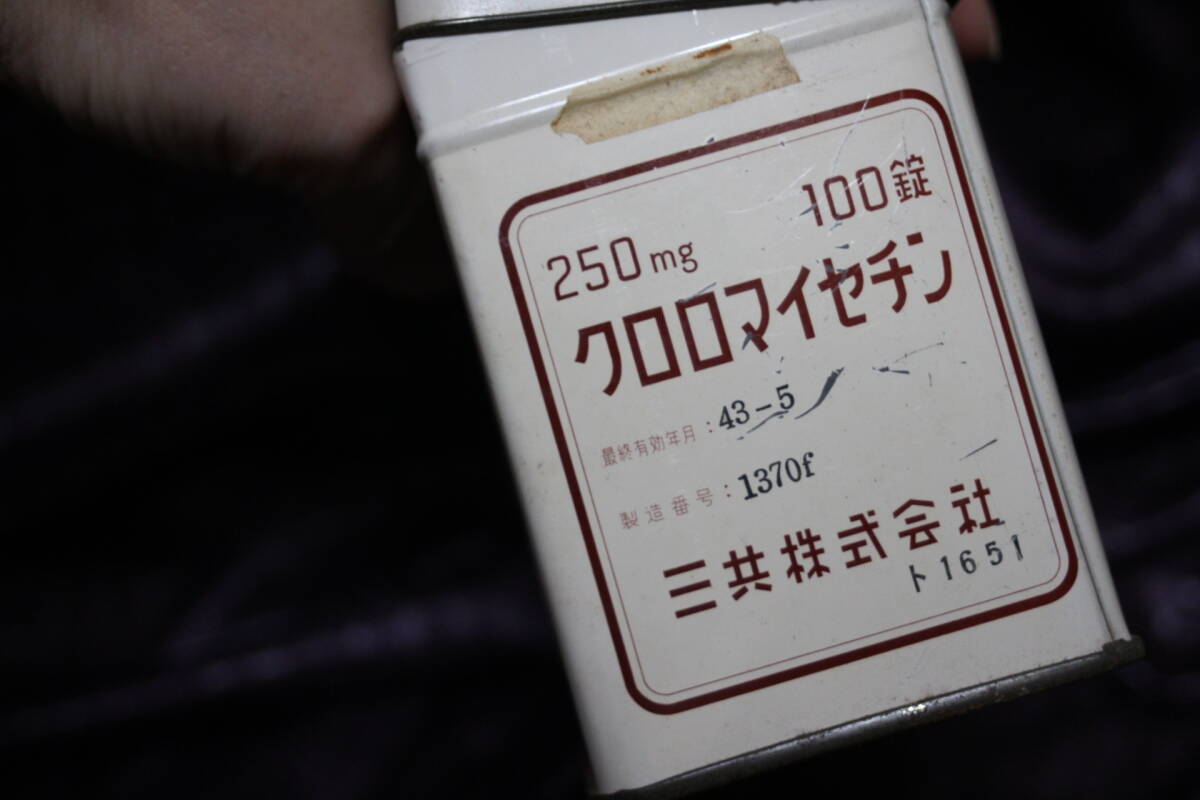 100錠
250mg
クロロマイセチン
最終有効年月：43-5
製造番号：1370f
三共株式会社
ト1651